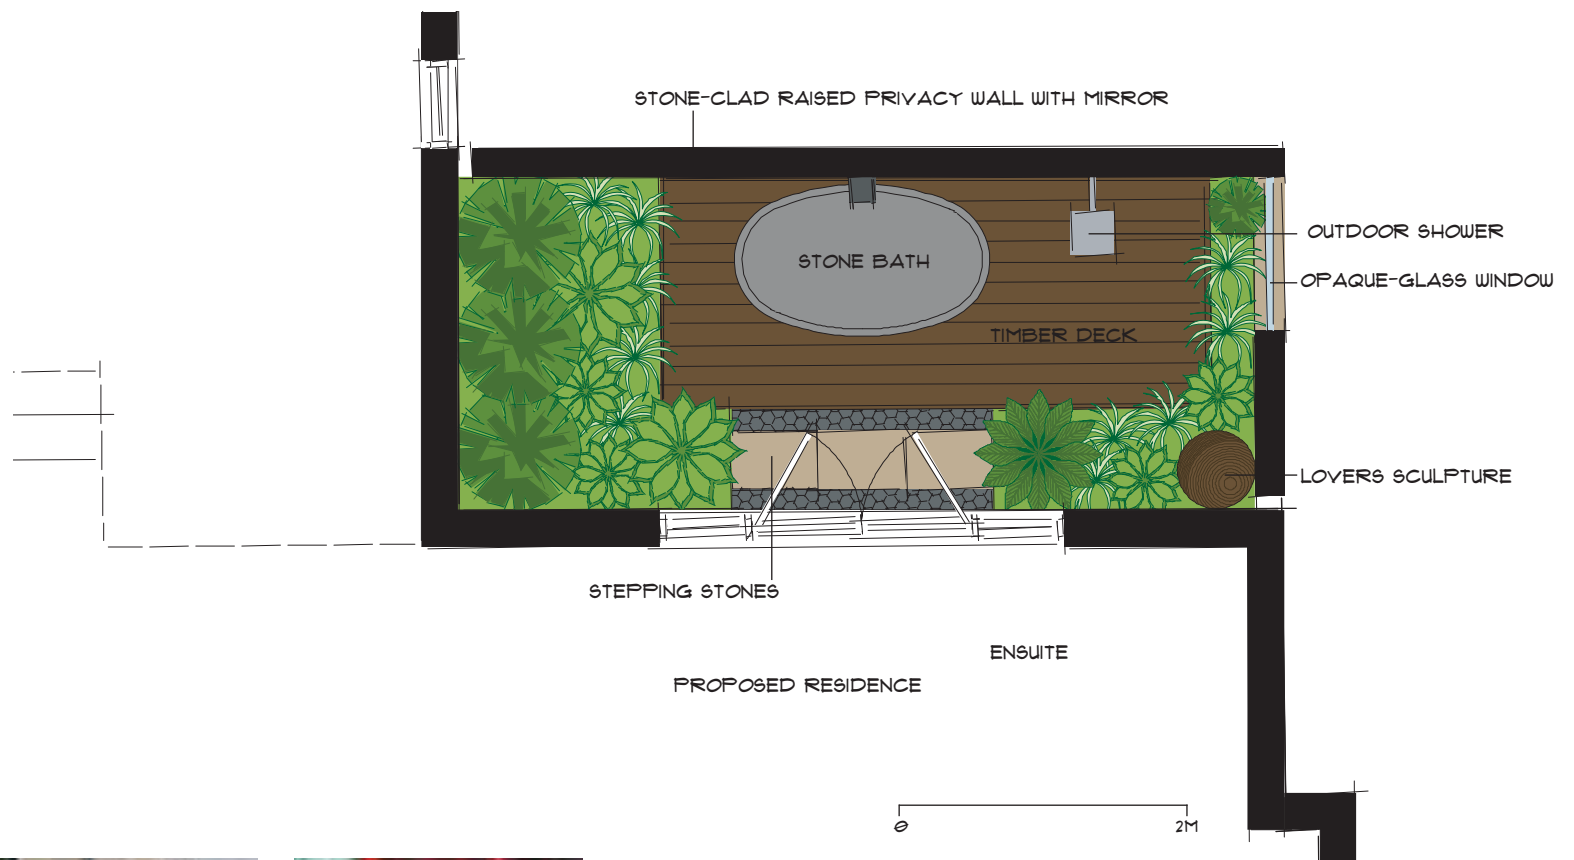 STONE-CLAD RAISED PRIVACY WALL WITH MIRROR
OUTDOOR SHOWER
STONE BATH
OPAQUE-GLASS WINDOW
TIMBER DECK
LOVERS SCULPTURE
STEPPING STONES
ENSUITE
PROPOSED RESIDENCE
0 2M